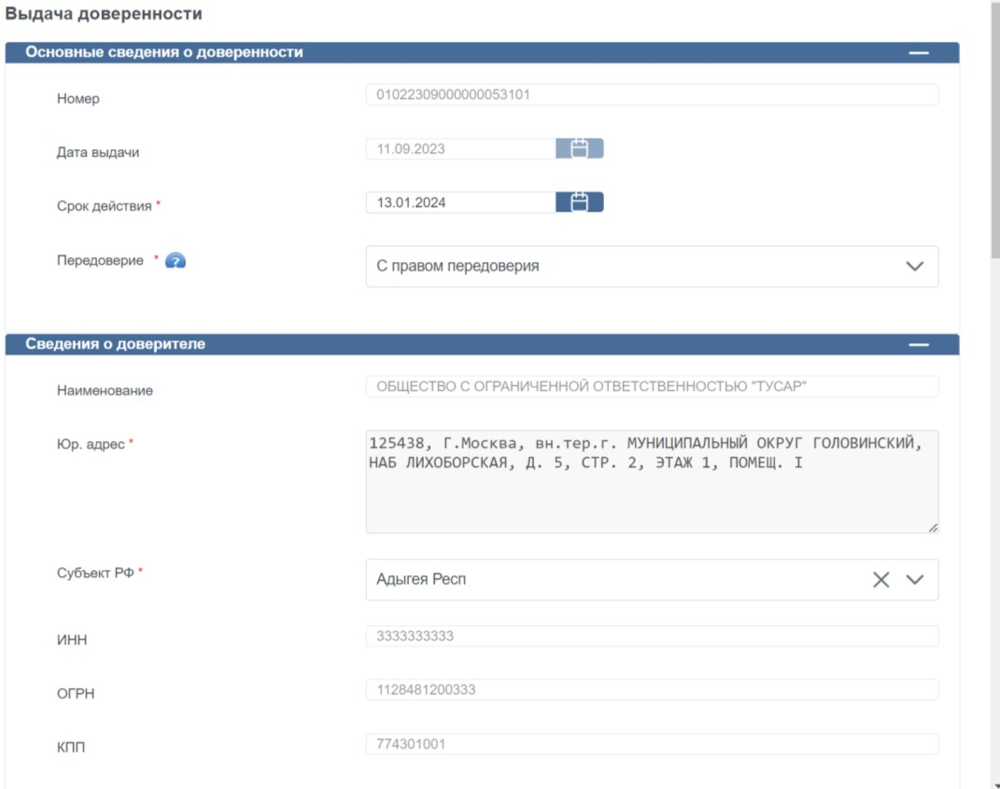 Выдача доверенности
Основные сведения о доверенности
Номер 01022309000000053101
Дата выдачи 11.09.2023
Срок действия * 13.01.2024
Передоверие * ? С правом передоверия
Сведения о доверителе
Наименование ОБЩЕСТВО С ОГРАНИЧЕННОЙ ОТВЕТСТВЕННОСТЬЮ "ТУСАР"
Юр. адрес * 125438, Г.Москва, вн.тер.г. МУНИЦИПАЛЬНЫЙ ОКРУГ ГОЛОВИНСКИЙ,
НАБ ЛИХОБОРСКАЯ, Д. 5, СТР. 2, ЭТАЖ 1, ПОМЕЩ. I
Субъект РФ * Адыгея Респ
ИНН 3333333333
ОГРН 1128481200333
КПП 774301001